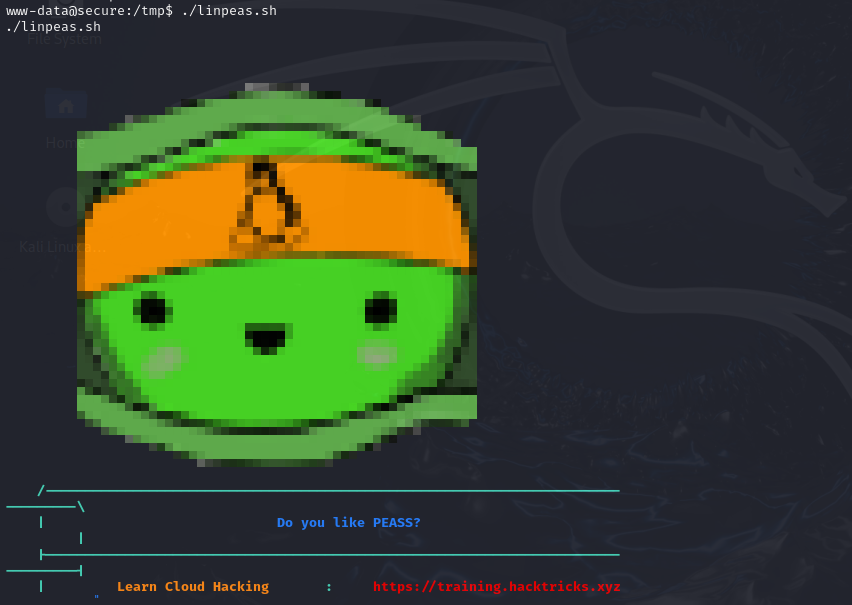 www-data@secure:/tmp$ ./linpeas.sh
./linpeas.sh
File System
Home
Kali Linux a...
Do you like PEASS?
Learn Cloud Hacking : https://training.hacktricks.xyz